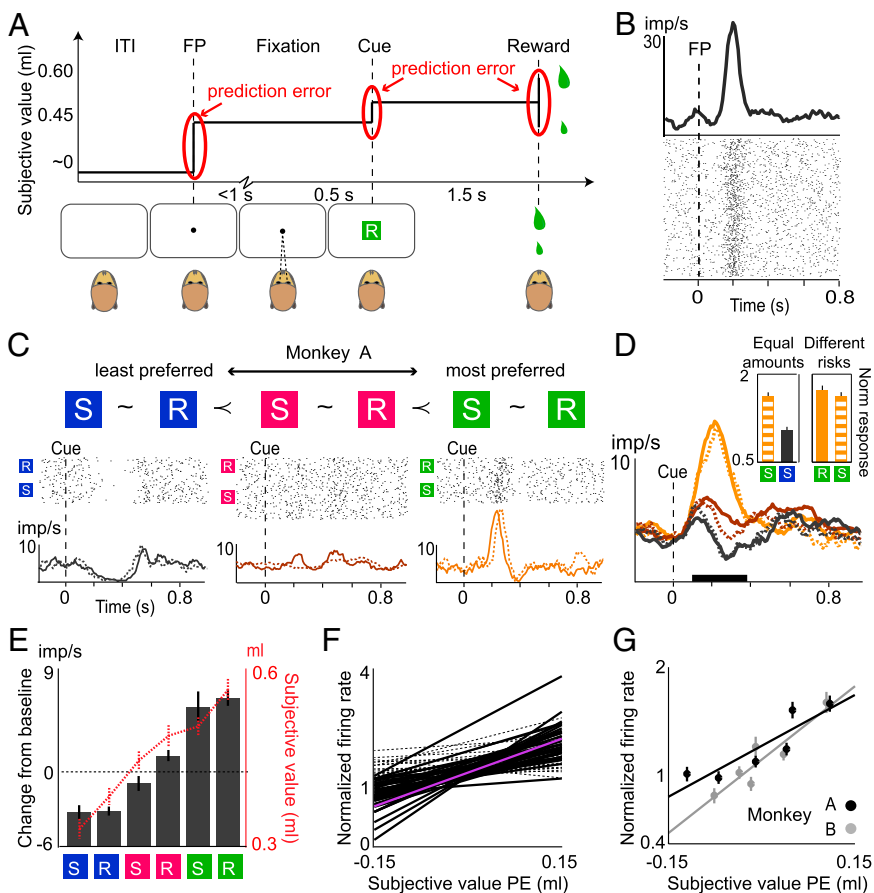 A
ITI FP Fixation Cue Reward
Subjective value (ml)
0.60
0.45
~0
prediction error
prediction error
<1 s 0.5 s 1.5 s
R
B
imp/s
30
FP
0 0.8
Time (s)
C
Monkey A
least preferred most preferred
S ~ R ≺ S ~ R ≺ S ~ R
Cue Cue Cue
R R R
S S S
imp/s
10 10 10
0 0.8 0 0.8 0 0.8
Time (s)
D
Equal amounts
Different risks
2
0.5
Norm response
S S R S
imp/s
10
Cue
0 0.8
E
imp/s ml
9 0.6
0
-6 0.3
Change from baseline
Subjective value (ml)
S R S R S R
F
Normalized firing rate
4
1
0
-0.15 0.15
Subjective value PE (ml)
G
Normalized firing rate
2
1
0.4
Monkey A
B
-0.15 0.15
Subjective value PE (ml)